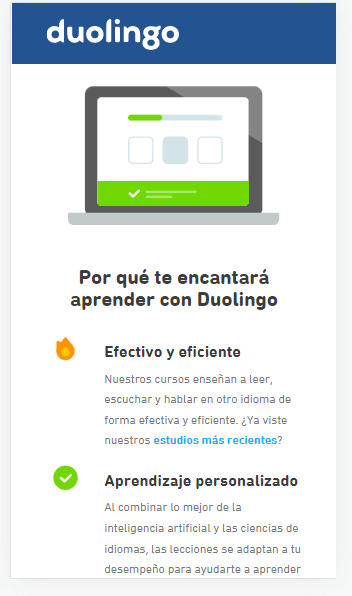 duolingo
Por qué te encantará
aprender con Duolingo
Efectivo y eficiente
Nuestros cursos enseñan a leer,
escuchar y hablar en otro idioma de
forma efectiva y eficiente. ¿Ya viste
nuestros estudios más recientes?
Aprendizaje personalizado
Al combinar lo mejor de la
inteligencia artificial y las ciencias de
idiomas, las lecciones se adaptan a tu
desempeño para ayudarte a aprender